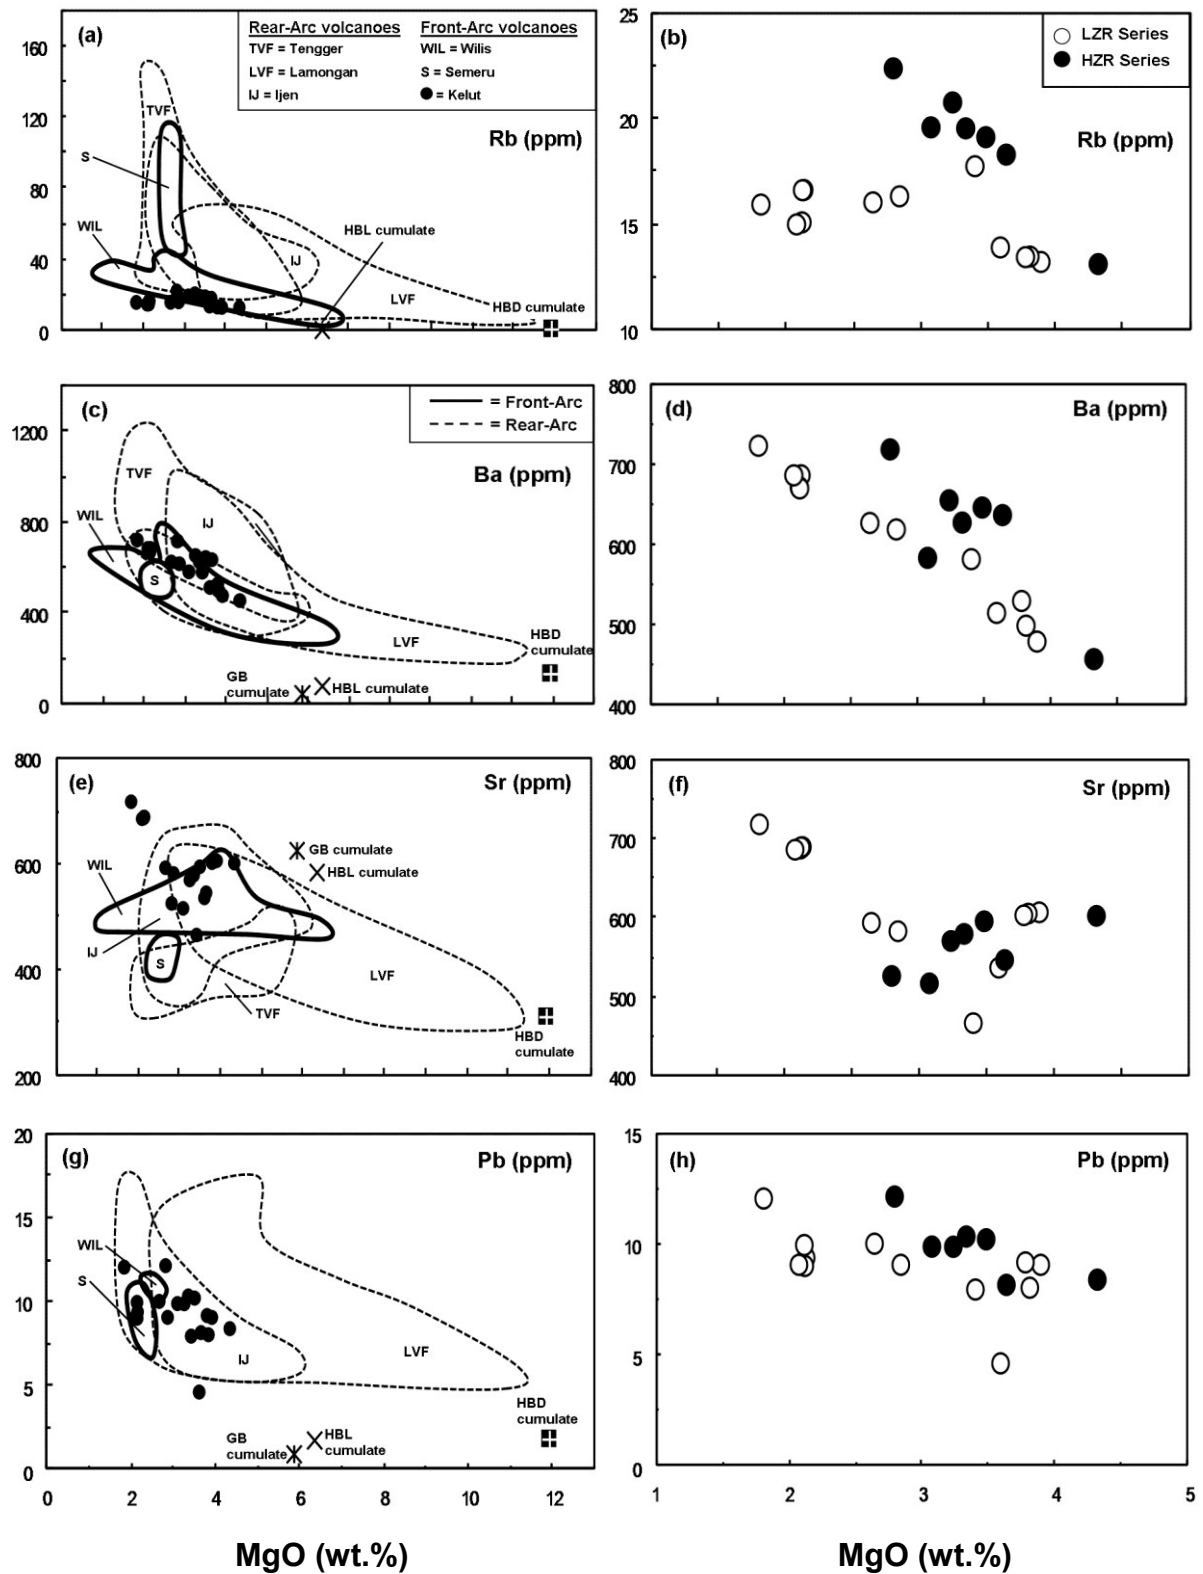 (a)
Rear-Arc volcanoes
Front-Arc volcanoes
TVF = Tengger
WIL = Wilis
LVF = Lamongan
S = Semeru
IJ = Ijen
= Kelut
Rb (ppm)
160
120
80
40
0
TVF
S
WIL
IJ
HBL cumulate
LVF
HBD cumulate
(b)
LZR Series
HZR Series
Rb (ppm)
25
20
15
10
(c)
= Front-Arc
= Rear-Arc
Ba (ppm)
1200
800
400
0
TVF
WIL
IJ
S
LVF
HBD
cumulate
GB
cumulate
HBL cumulate
(d)
Ba (ppm)
800
700
600
500
400
(e)
Sr (ppm)
800
600
400
200
GB cumulate
HBL cumulate
WIL
IJ
S
LVF
TVF
HBD
cumulate
(f)
Sr (ppm)
800
700
600
500
400
(g)
Pb (ppm)
20
15
10
5
0
WIL
S
IJ
LVF
HBD
cumulate
GB
cumulate
HBL
cumulate
0 2 4 6 8 10 12
MgO (wt.%)
(h)
Pb (ppm)
15
10
5
0
1 2 3 4 5
MgO (wt.%)